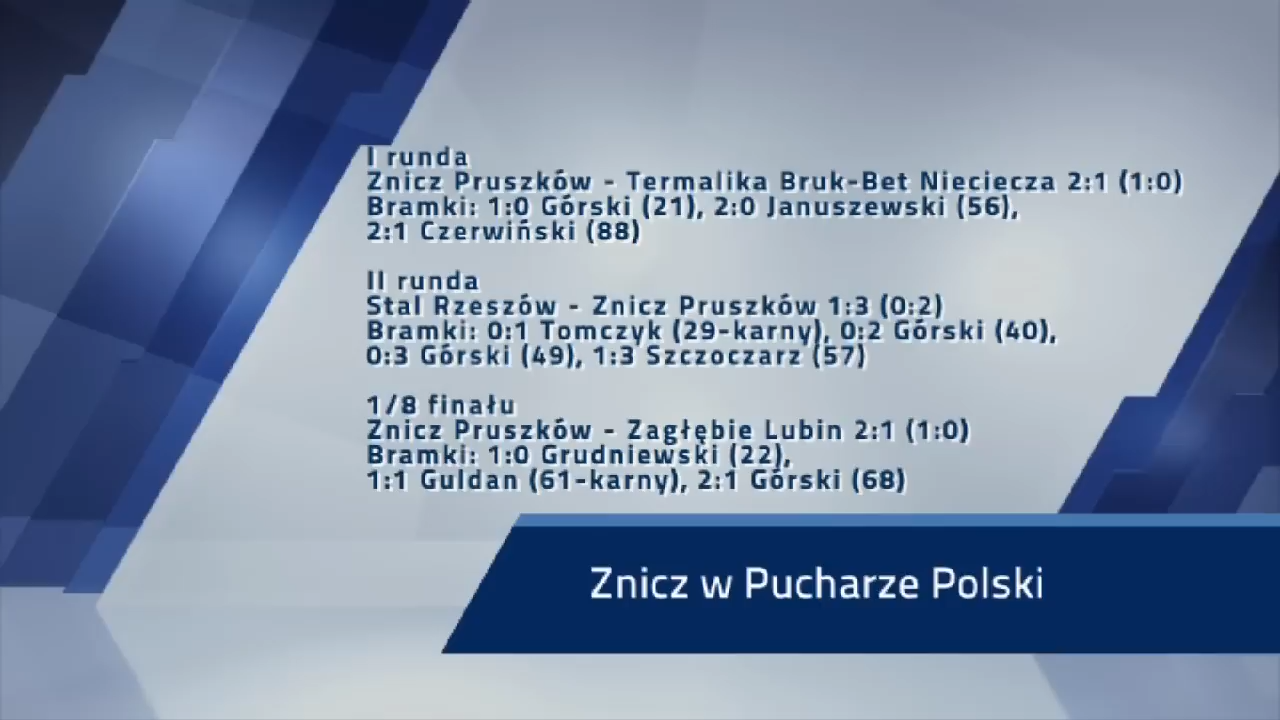 I runda
Znicz Pruszków - Termalika Bruk-Bet Nieciecza 2:1 (1:0)
Bramki: 1:0 Górski (21), 2:0 Januszewski (56),
2:1 Czerwiński (88)
II runda
Stal Rzeszów - Znicz Pruszków 1:3 (0:2)
Bramki: 0:1 Tomczyk (29-karny), 0:2 Górski (40),
0:3 Górski (49), 1:3 Szczoczarz (57)
1/8 finału
Znicz Pruszków - Zagłębie Lubin 2:1 (1:0)
Bramki: 1:0 Grudniewski (22),
1:1 Guldan (61-karny), 2:1 Górski (68)
Znicz w Pucharze Polski